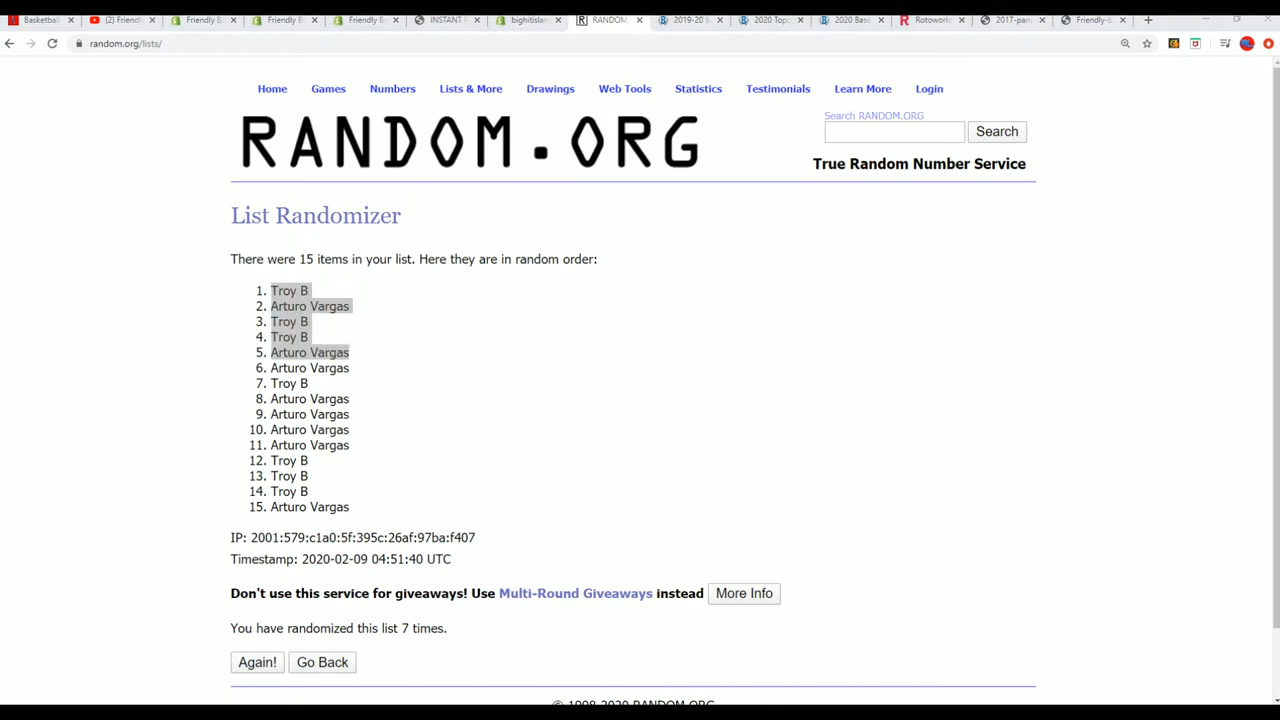 Basketball
(2) Friendly
Friendly B
Friendly B
Friendly B
INSTANT
bighitislan
RANDOM.
2019-20 B
2020 Topp
2020 Base
Rotoworld
2017-pani
Friendly-b
random.org/lists/
Home Games Numbers Lists & More Drawings Web Tools Statistics Testimonials Learn More Login
Search RANDOM.ORG
RANDOM.ORG
Search
True Random Number Service
List Randomizer
There were 15 items in your list. Here they are in random order:
1. Troy B
2. Arturo Vargas
3. Troy B
4. Troy B
5. Arturo Vargas
6. Arturo Vargas
7. Troy B
8. Arturo Vargas
9. Arturo Vargas
10. Arturo Vargas
11. Arturo Vargas
12. Troy B
13. Troy B
14. Troy B
15. Arturo Vargas
IP: 2001:579:c1a0:5f:395c:26af:97ba:f407
Timestamp: 2020-02-09 04:51:40 UTC
Don't use this service for giveaways! Use Multi-Round Giveaways instead More Info
You have randomized this list 7 times.
Again! Go Back
© 1998-2020 RANDOM.ORG